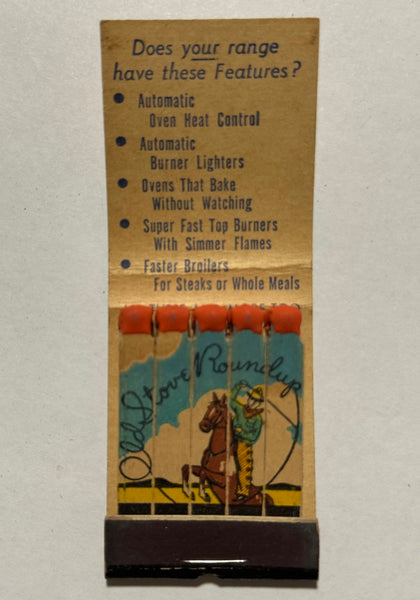 Does your range
have these Features?
• Automatic
Oven Heat Control
• Automatic
Burner Lighters
• Ovens That Bake
Without Watching
• Super Fast Top Burners
With Simmer Flames
• Faster Broilers
For Steaks or Whole Meals
Old Stove Roundup